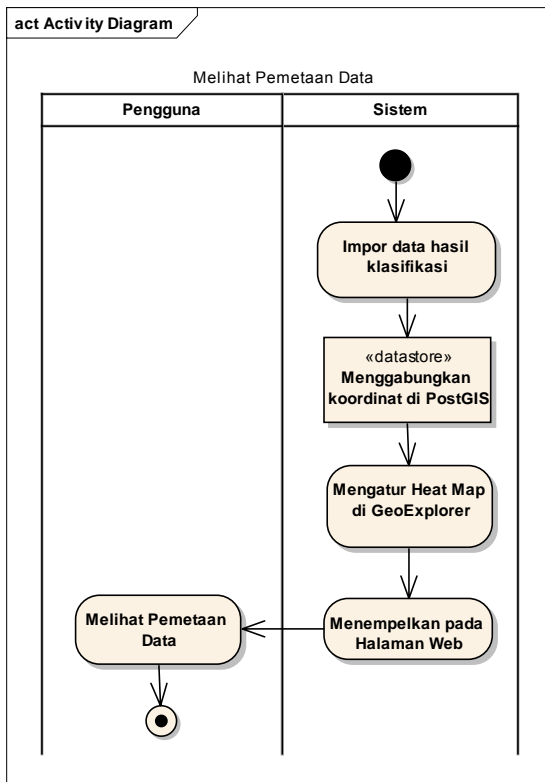 act Activity Diagram
Melihat Pemetaan Data
Pengguna
Sistem
Impor data hasil
klasifikasi
«datastore»
Menggabungkan
koordinat di PostGIS
Mengatur Heat Map
di GeoExplorer
Menempelkan pada
Halaman Web
Melihat Pemetaan
Data